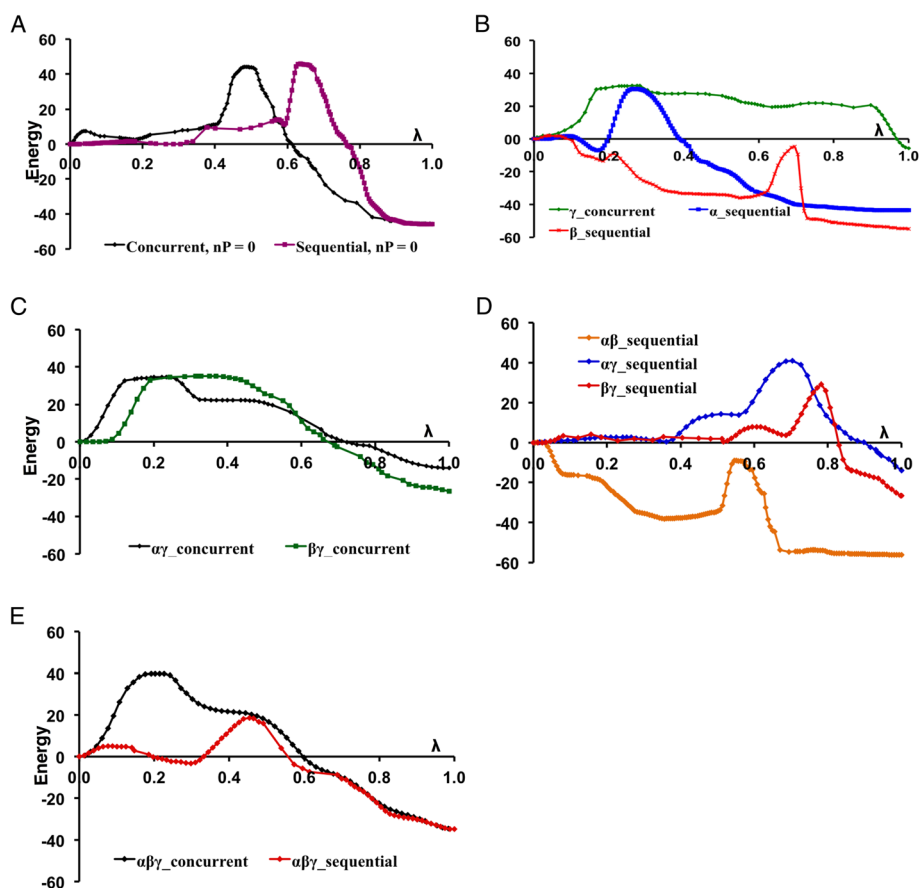 A
60
40
20
0
-20
-40
-60
Energy
0.0 0.2 0.4 0.6 0.8 1.0
λ
Concurrent, nP = 0 Sequential, nP = 0
B
60
40
20
00
-20
-40
-60
0.0 0.2 0.4 0.6 0.8 1.0
λ
γ_concurrent α_sequential
β_sequential
C
60
40
20
0
-20
-40
-60
Energy
0.0 0.2 0.4 0.6 0.8 1.0
λ
αγ_concurrent βγ_concurrent
D
60
40
20
0
-20
-40
-60
αβ_sequential
αγ_sequential
βγ_sequential
0.0 0.2 0.4 0.6 0.8 1.0
λ
E
60
40
20
0
-20
-40
-60
Energy
0.0 0.2 0.4 0.6 0.8 1.0
λ
αβγ_concurrent αβγ_sequential